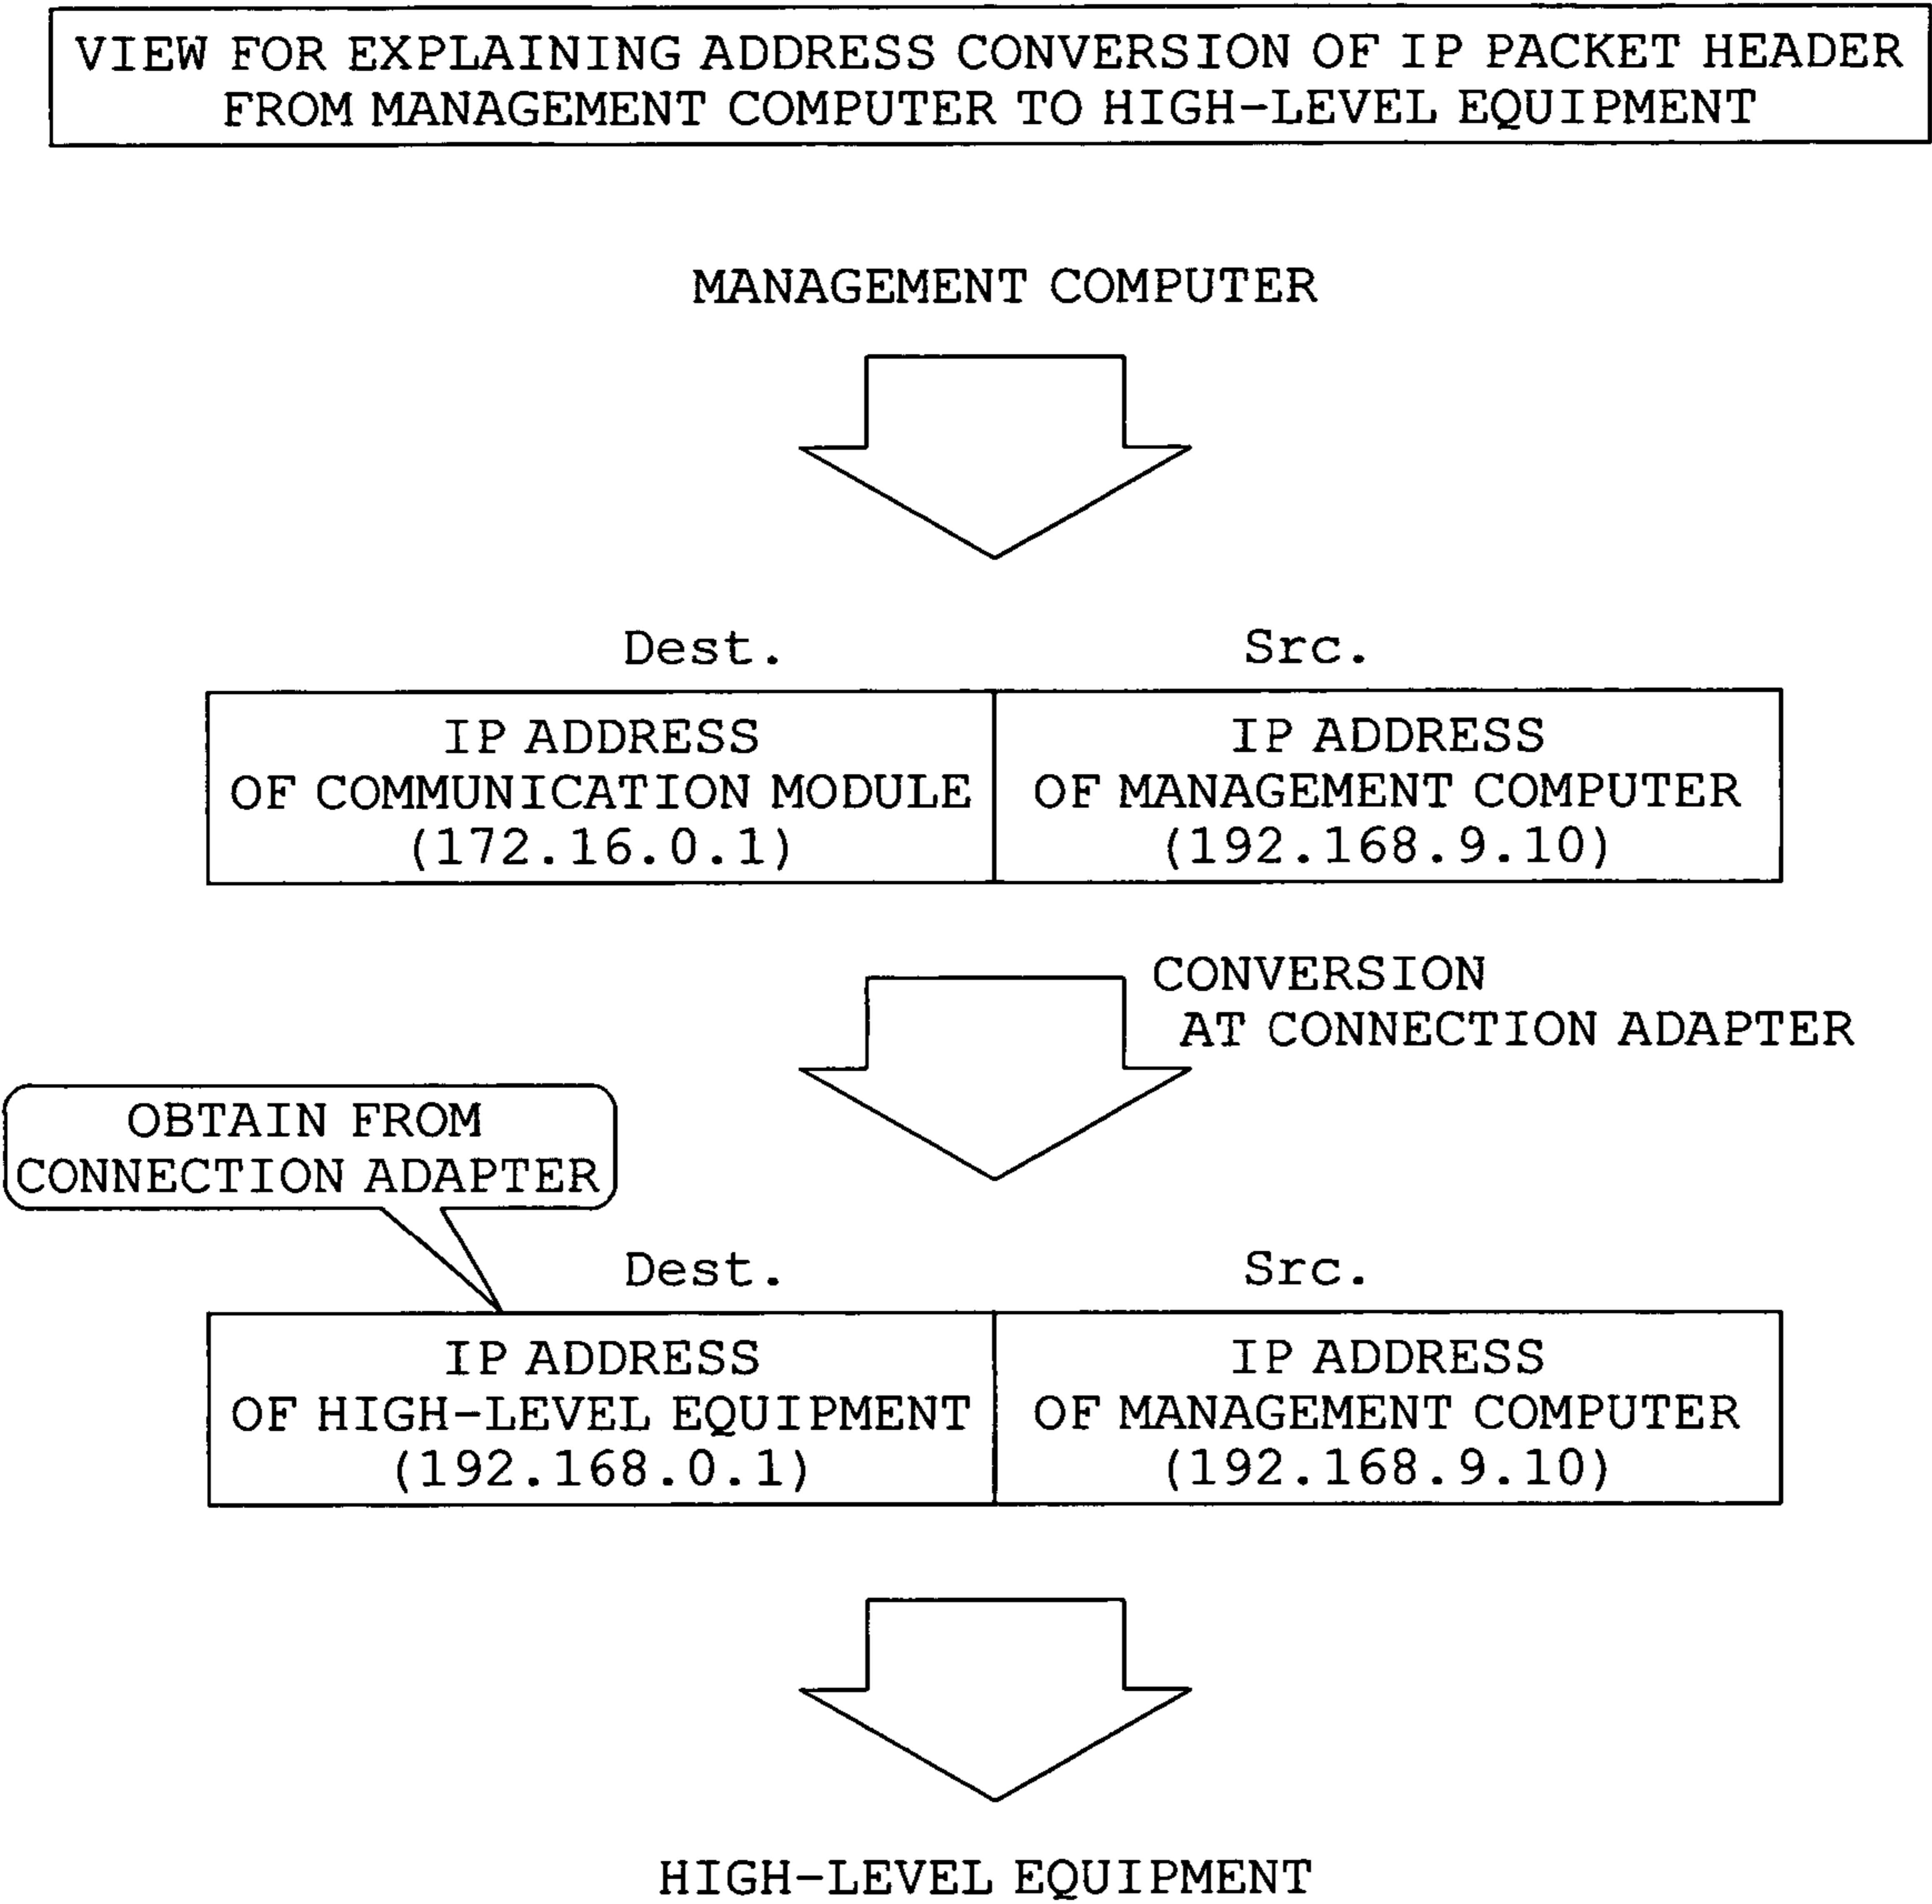 VIEW FOR EXPLAINING ADDRESS CONVERSION OF IP PACKET HEADER
FROM MANAGEMENT COMPUTER TO HIGH-LEVEL EQUIPMENT
MANAGEMENT COMPUTER
Dest.
Src.
IP ADDRESS
OF COMMUNICATION MODULE
(172.16.0.1)
IP ADDRESS
OF MANAGEMENT COMPUTER
(192.168.9.10)
CONVERSION
AT CONNECTION ADAPTER
OBTAIN FROM
CONNECTION ADAPTER
Dest.
Src.
IP ADDRESS
OF HIGH-LEVEL EQUIPMENT
(192.168.0.1)
IP ADDRESS
OF MANAGEMENT COMPUTER
(192.168.9.10)
HIGH-LEVEL EQUIPMENT